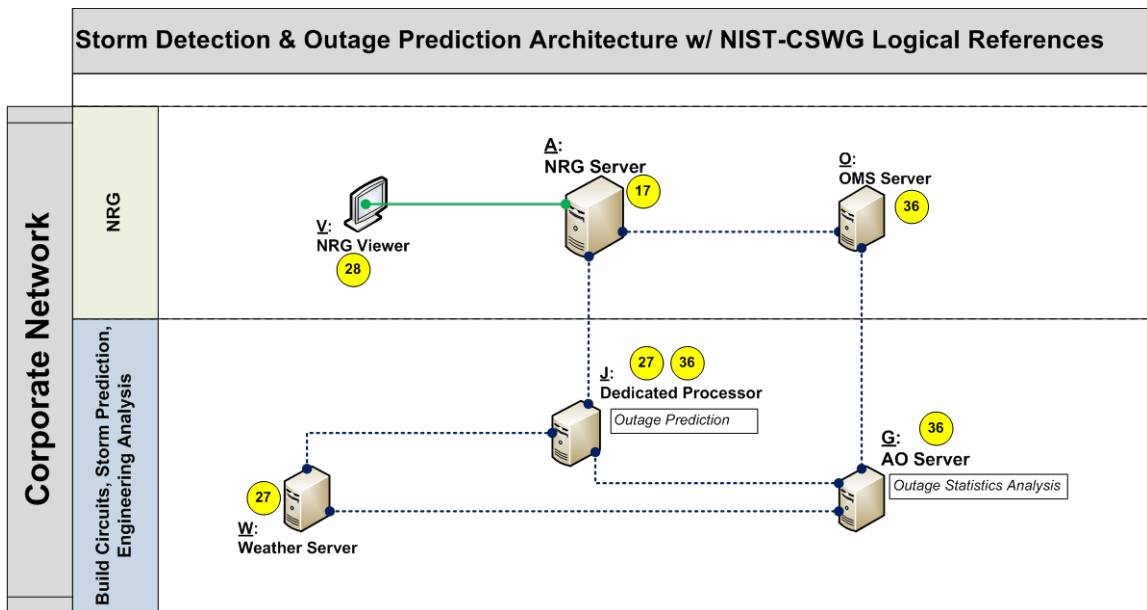 Storm Detection & Outage Prediction Architecture w/ NIST-CSWG Logical References
Corporate Network
NRG
A:
NRG Server
17
O:
OMS Server
36
V:
NRG Viewer
28
Build Circuits, Storm Prediction,
Engineering Analysis
27
36
J:
Dedicated Processor
Outage Prediction
36
G:
AO Server
Outage Statistics Analysis
27
W:
Weather Server